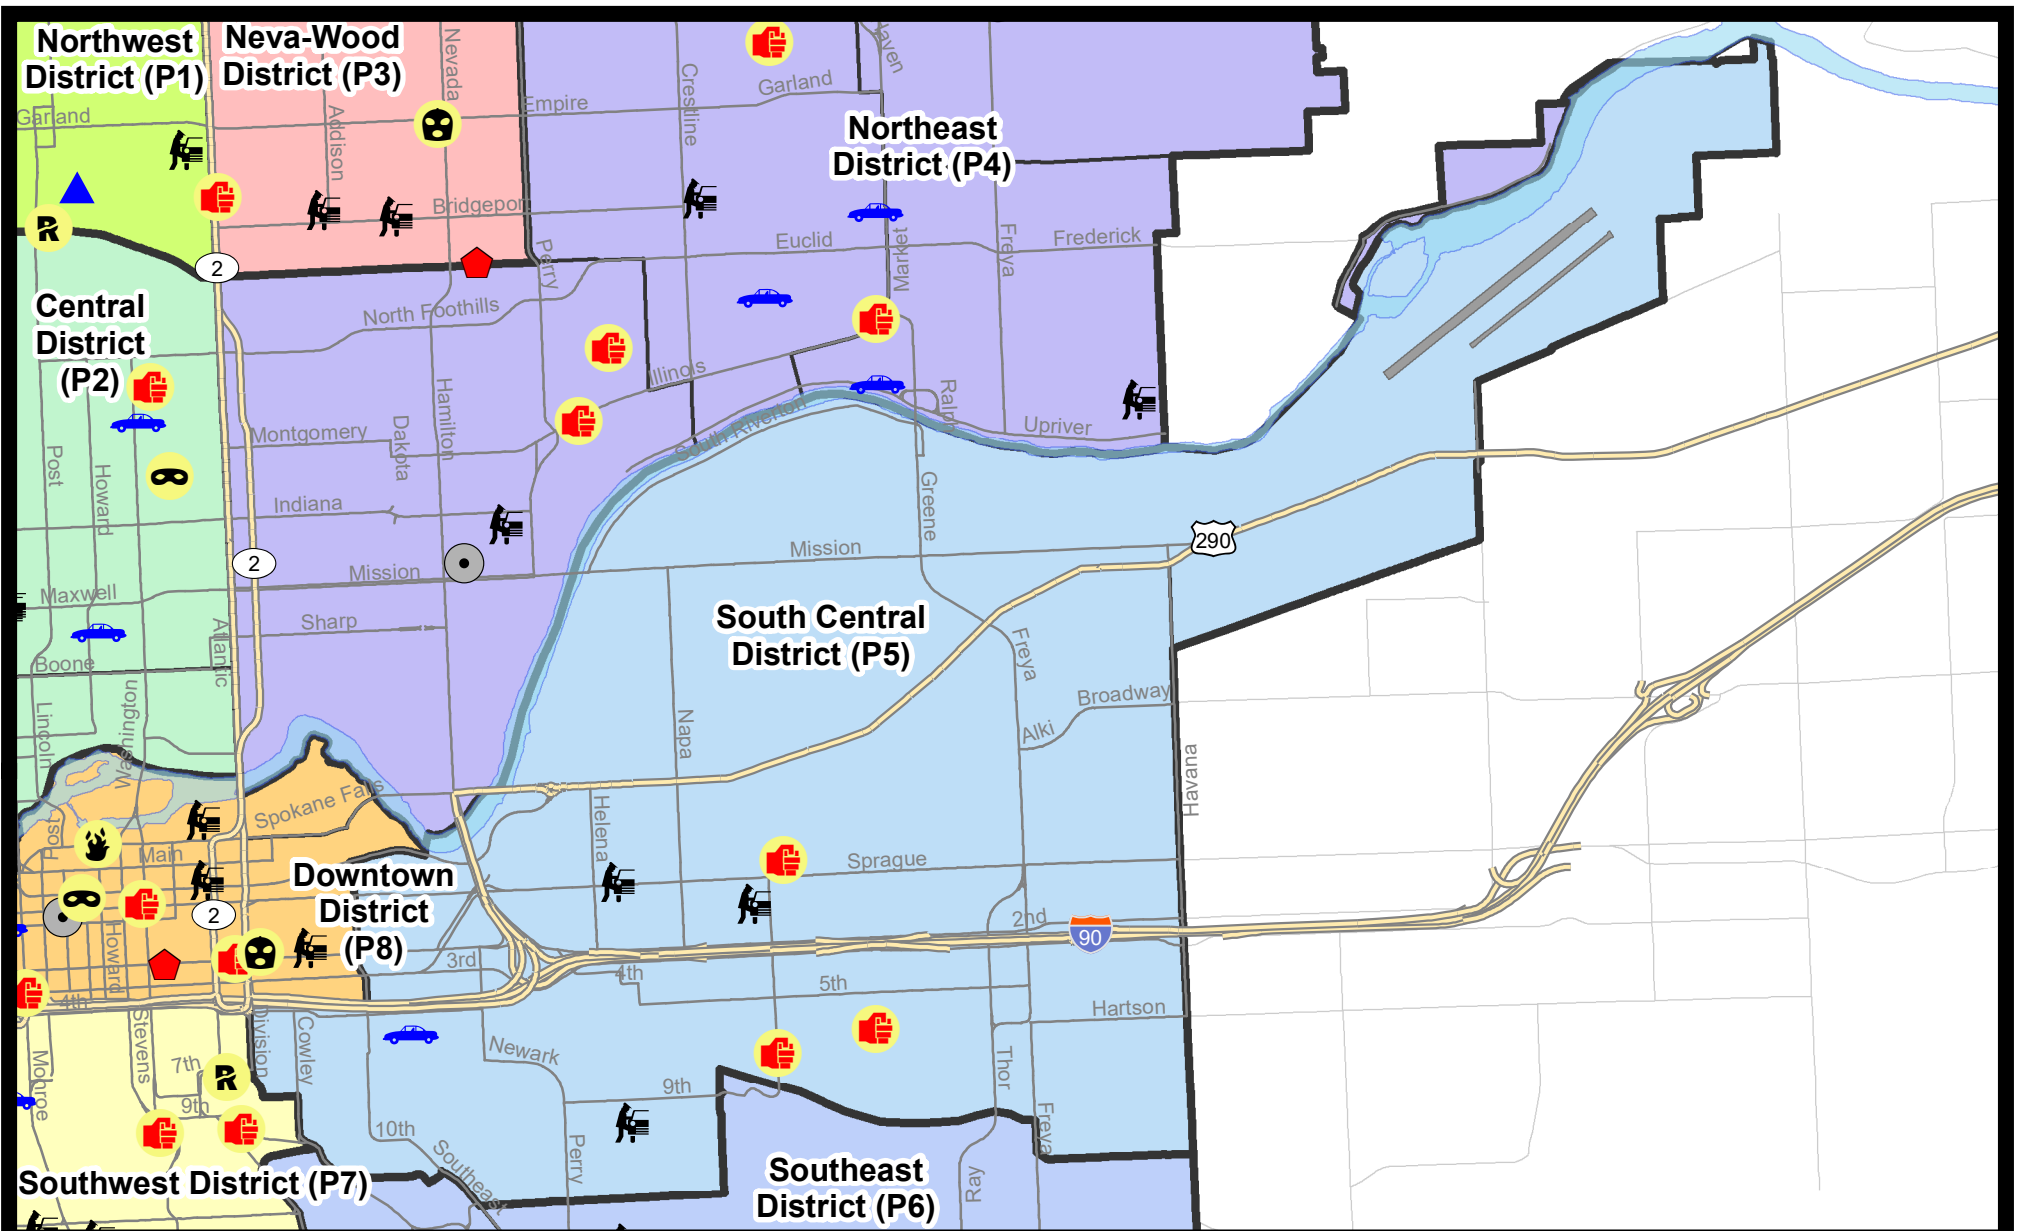 Northwest
District (P1)
Neva-Wood
District (P3)
Nevada
Crestline
Garland
Empire
Garland
Addison
Northeast
District (P4)
Bridgeport
Perry
Euclid
Market
Freya
Frederick
2
Central
District
(P2)
North Foothills
Illinois
Hamilton
Dakota
Montgomery
South Riverton
Ralph
Upriver
Post
Howard
Indiana
Greene
290
2
Mission
Mission
Maxwell
Sharp
Atlantic
Boone
South Central
District (P5)
Freya
Broadway
Alki
Napa
Lincoln
Washington
Havana
Spokane Falls
Helena
Post
Main
Sprague
Downtown
District
(P8)
2
Howard
2nd
90
3rd
4th
5th
4th
Hartson
Stevens
Division
Cowley
Newark
Monroe
7th
Thor
9th
9th
Freya
10th
Southeast
Perry
Ray
Southwest District (P7)
Southeast
District (P6)